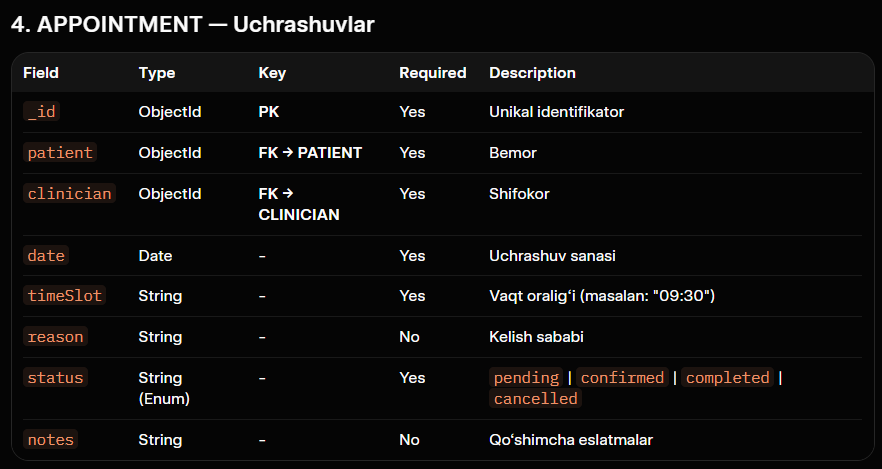 4. APPOINTMENT — Uchrashuvlar
Field Type Key Required Description
_id ObjectId PK Yes Unikal identifikator
patient ObjectId FK → PATIENT Yes Bemor
clinician ObjectId FK → Yes Shifokor
CLINICIAN
date Date - Yes Uchrashuv sanasi
timeSlot String - Yes Vaqt oralig‘i (masalan: "09:30")
reason String - No Kelish sababi
status String - Yes pending | confirmed | completed |
(Enum) cancelled
notes String - No Qo‘shimcha eslatmalar